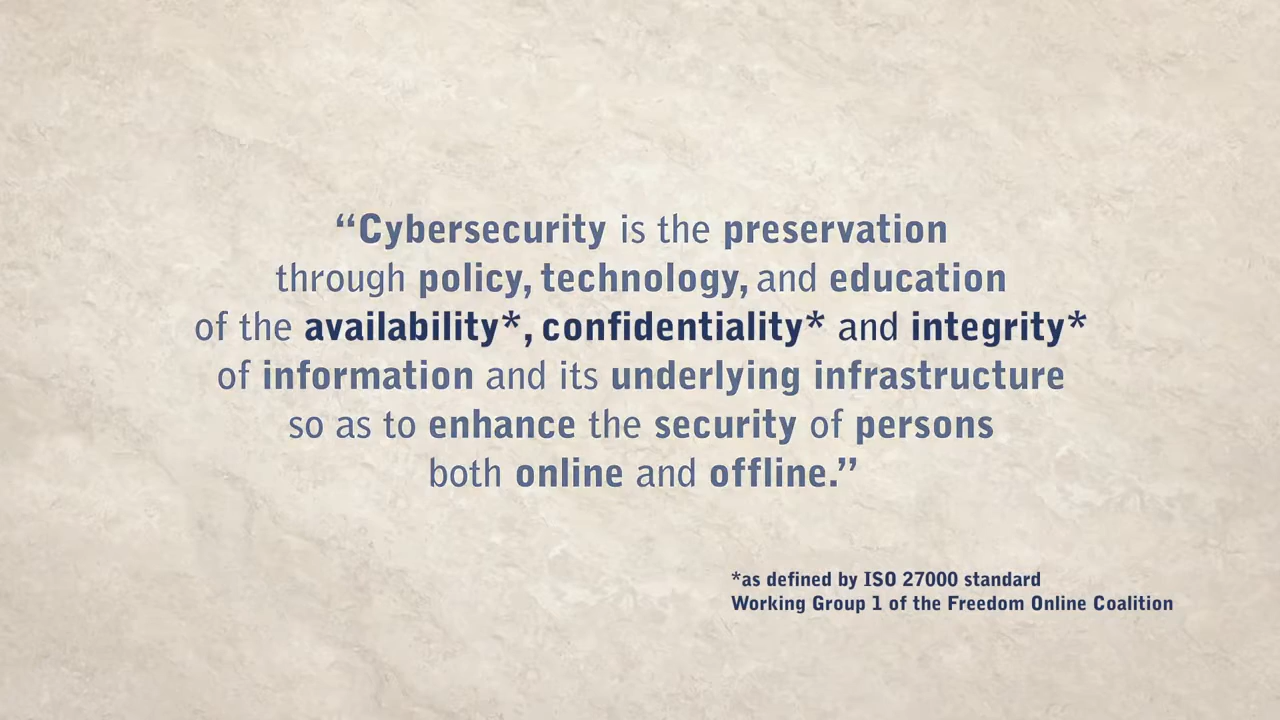 “Cybersecurity is the preservation
through policy, technology, and education
of the availability*, confidentiality* and integrity*
of information and its underlying infrastructure
so as to enhance the security of persons
both online and offline.”
*as defined by ISO 27000 standard
Working Group 1 of the Freedom Online Coalition